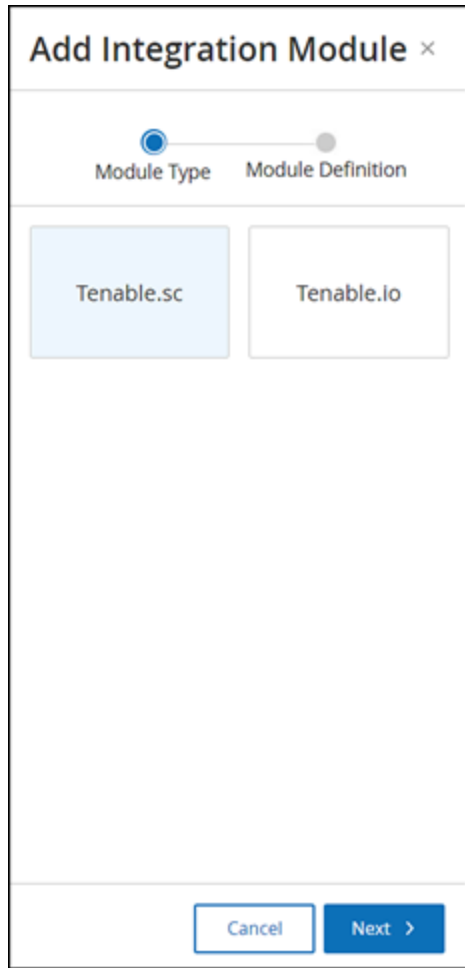 Add Integration Module ×
Module Type Module Definition
Tenable.sc Tenable.io
Cancel Next >